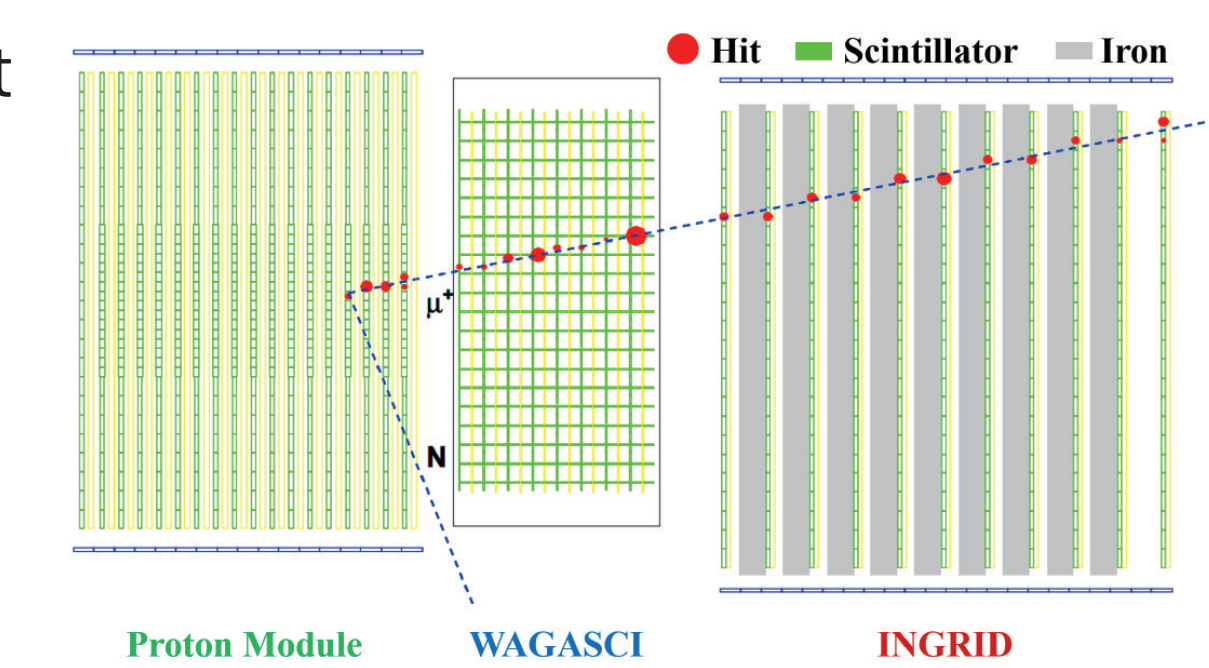 t
Hit Scintillator Iron
μ+
N
Proton Module WAGASCI INGRID